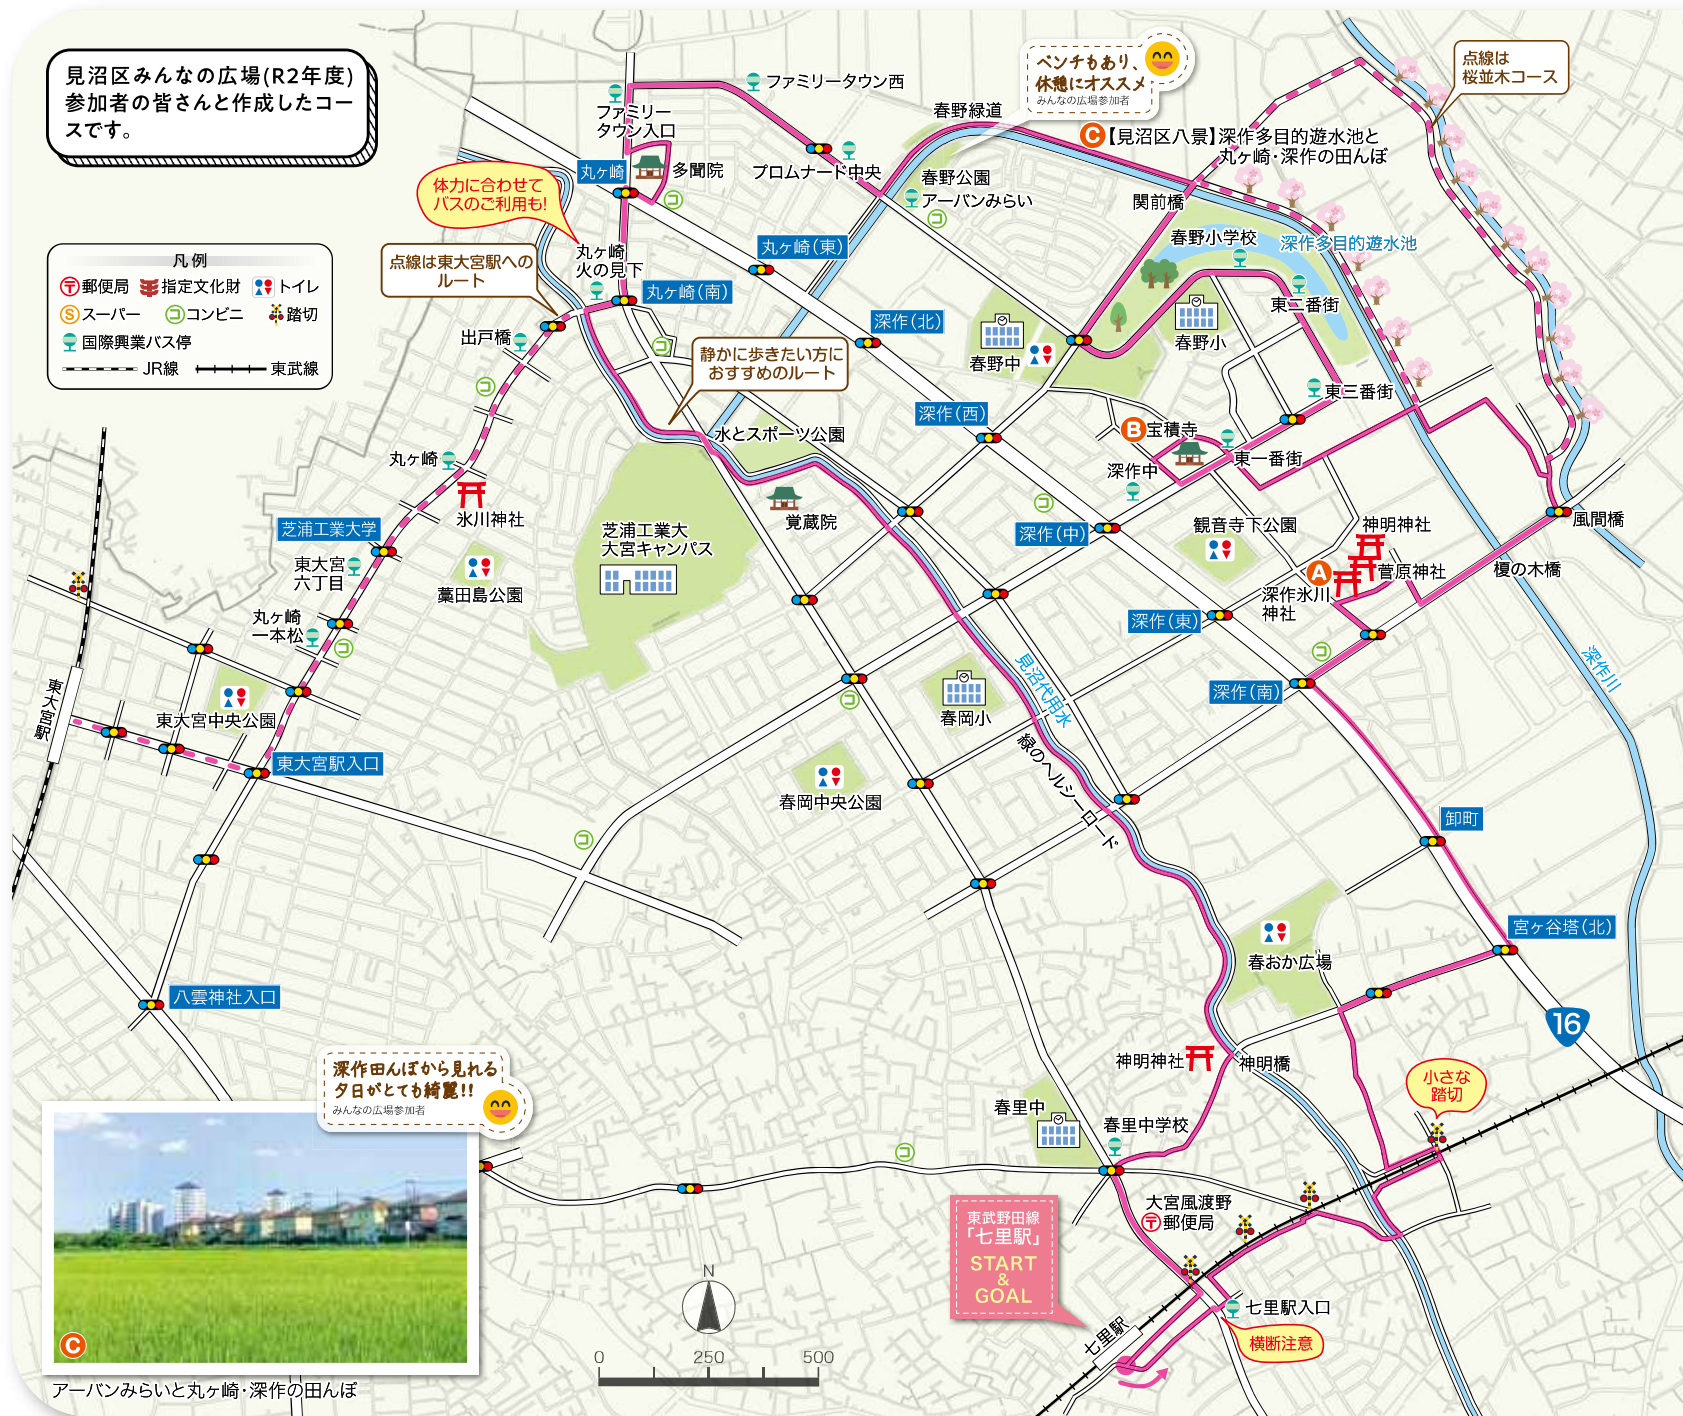 見沼区みんなの広場(R2年度)
参加者の皆さんと作成したコー
スです。
ファミリータウン西
ファミリー
タウン入口
丸ヶ崎
多聞院
プロムナード中央
体力に合わせて
バスのご利用も!
ベンチもあり、
休憩にオススメ
みんなの広場参加者
春野緑道
春野公園
アーバンみらい
C【見沼区八景】深作多目的遊水池と
丸ヶ崎・深作の田んぼ
点線は
桜並木コース
関前橋
春野小学校
深作多目的遊水池
東二番街
春野小
東三番街
春野中
凡例
郵便局 指定文化財 トイレ
Sスーパー コ コンビニ 踏切
国際興業バス停
JR線 東武線
点線は東大宮駅への
ルート
丸ヶ崎
火の見下
丸ヶ崎(東)
丸ヶ崎(南)
深作(北)
出戸橋
コ
静かに歩きたい方に
おすすめのルート
深作(西)
水とスポーツ公園
B宝積寺
東一番街
深作中
丸ヶ崎
氷川神社
覚蔵院
芝浦工業大
大宮キャンパス
芝浦工業大学
東大宮
六丁目
藁田島公園
丸ヶ崎
一本松
深作(中)
観音寺下公園
神明神社
菅原神社
A
深作氷川
神社
榎の木橋
風間橋
深作(東)
深作(南)
深作川
東大宮駅
東大宮中央公園
東大宮駅入口
見沼代用水
春岡小
緑のヘルシーロード
春岡中央公園
卸町
宮ヶ谷塔(北)
春おか広場
16
八雲神社入口
神明神社
神明橋
小さな
踏切
春里中
春里中学校
大宮風渡野
郵便局
東武野田線
「七里駅」
START
&
GOAL
七里駅
七里駅入口
横断注意
深作田んぼから見れる
夕日がとても綺麗!!
みんなの広場参加者
C
アーバンみらいと丸ヶ崎・深作の田んぼ
N
0 250 500